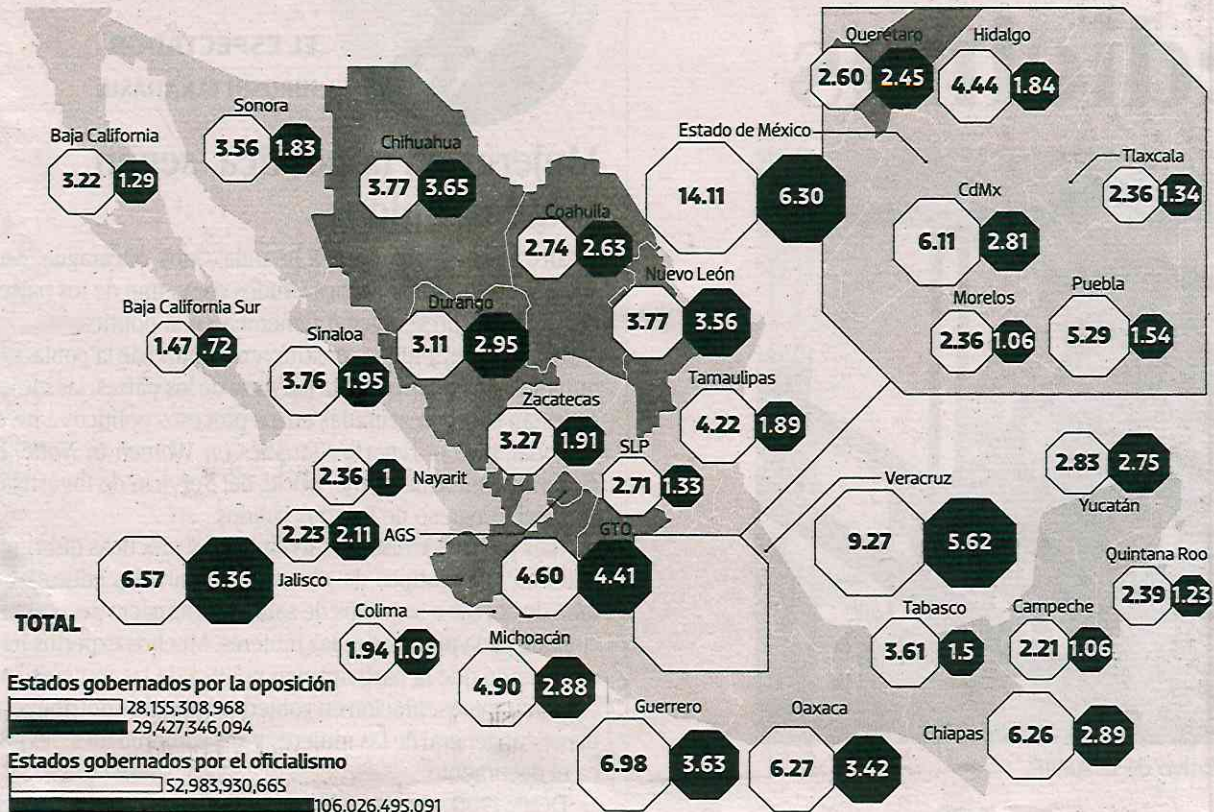 Querétaro
2.60 2.45
Hidalgo
4.44 1.84
Sonora
3.56 1.83
Baja California
3.22 1.29
Chihuahua
3.77 3.65
Estado de México
14.11 6.30
Tlaxcala
2.36 1.34
CdMx
6.11 2.81
Coahuila
2.74 2.63
Nuevo León
3.77 3.56
Morelos
2.36 1.06
Puebla
5.29 1.54
Baja California Sur
1.47 .72
Sinaloa
3.76 1.95
Durango
3.11 2.95
Tamaulipas
4.22 1.89
Zacatecas
3.27 1.91
SLP
2.71 1.33
2.36 1 Nayarit
2.23 2.11 AGS
GTO
4.60 4.41
Veracruz
9.27 5.62
2.83 2.75
Yucatán
6.57 6.36 Jalisco
Quintana Roo
2.39 1.23
Colima
1.94 1.09
Michoacán
4.90 2.88
Tabasco
3.61 1.5
Campeche
2.21 1.06
Guerrero
6.98 3.63
Oaxaca
6.27 3.42
Chiapas 6.26 2.89
TOTAL
Estados gobernados por la oposición
28,155,308,968
29,427,346,094
Estados gobernados por el oficialismo
52,983,930,665
106,026,495,091